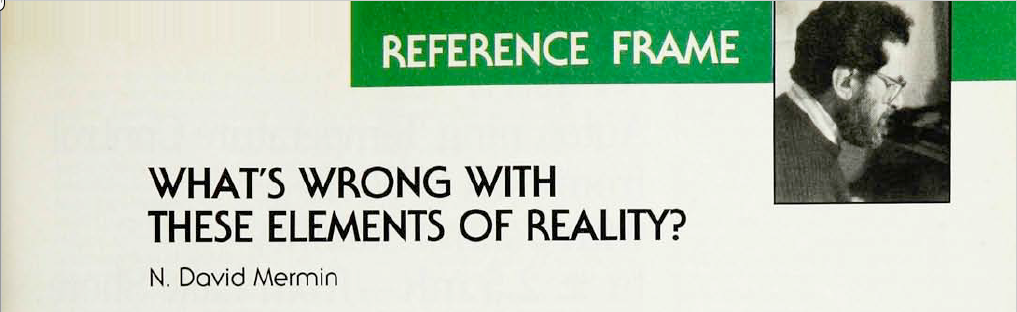 REFERENCE FRAME
WHAT'S WRONG WITH
THESE ELEMENTS OF REALITY?
N. David Mermin